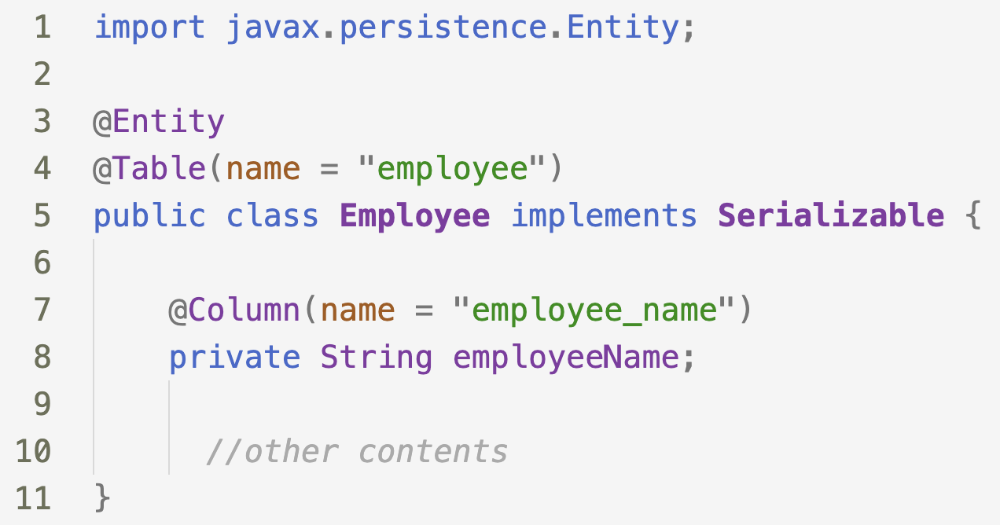 1 import javax.persistence.Entity;
2
3 @Entity
4 @Table(name = "employee")
5 public class Employee implements Serializable {
6
7     @Column(name = "employee_name")
8     private String employeeName;
9
10      //other contents
11 }